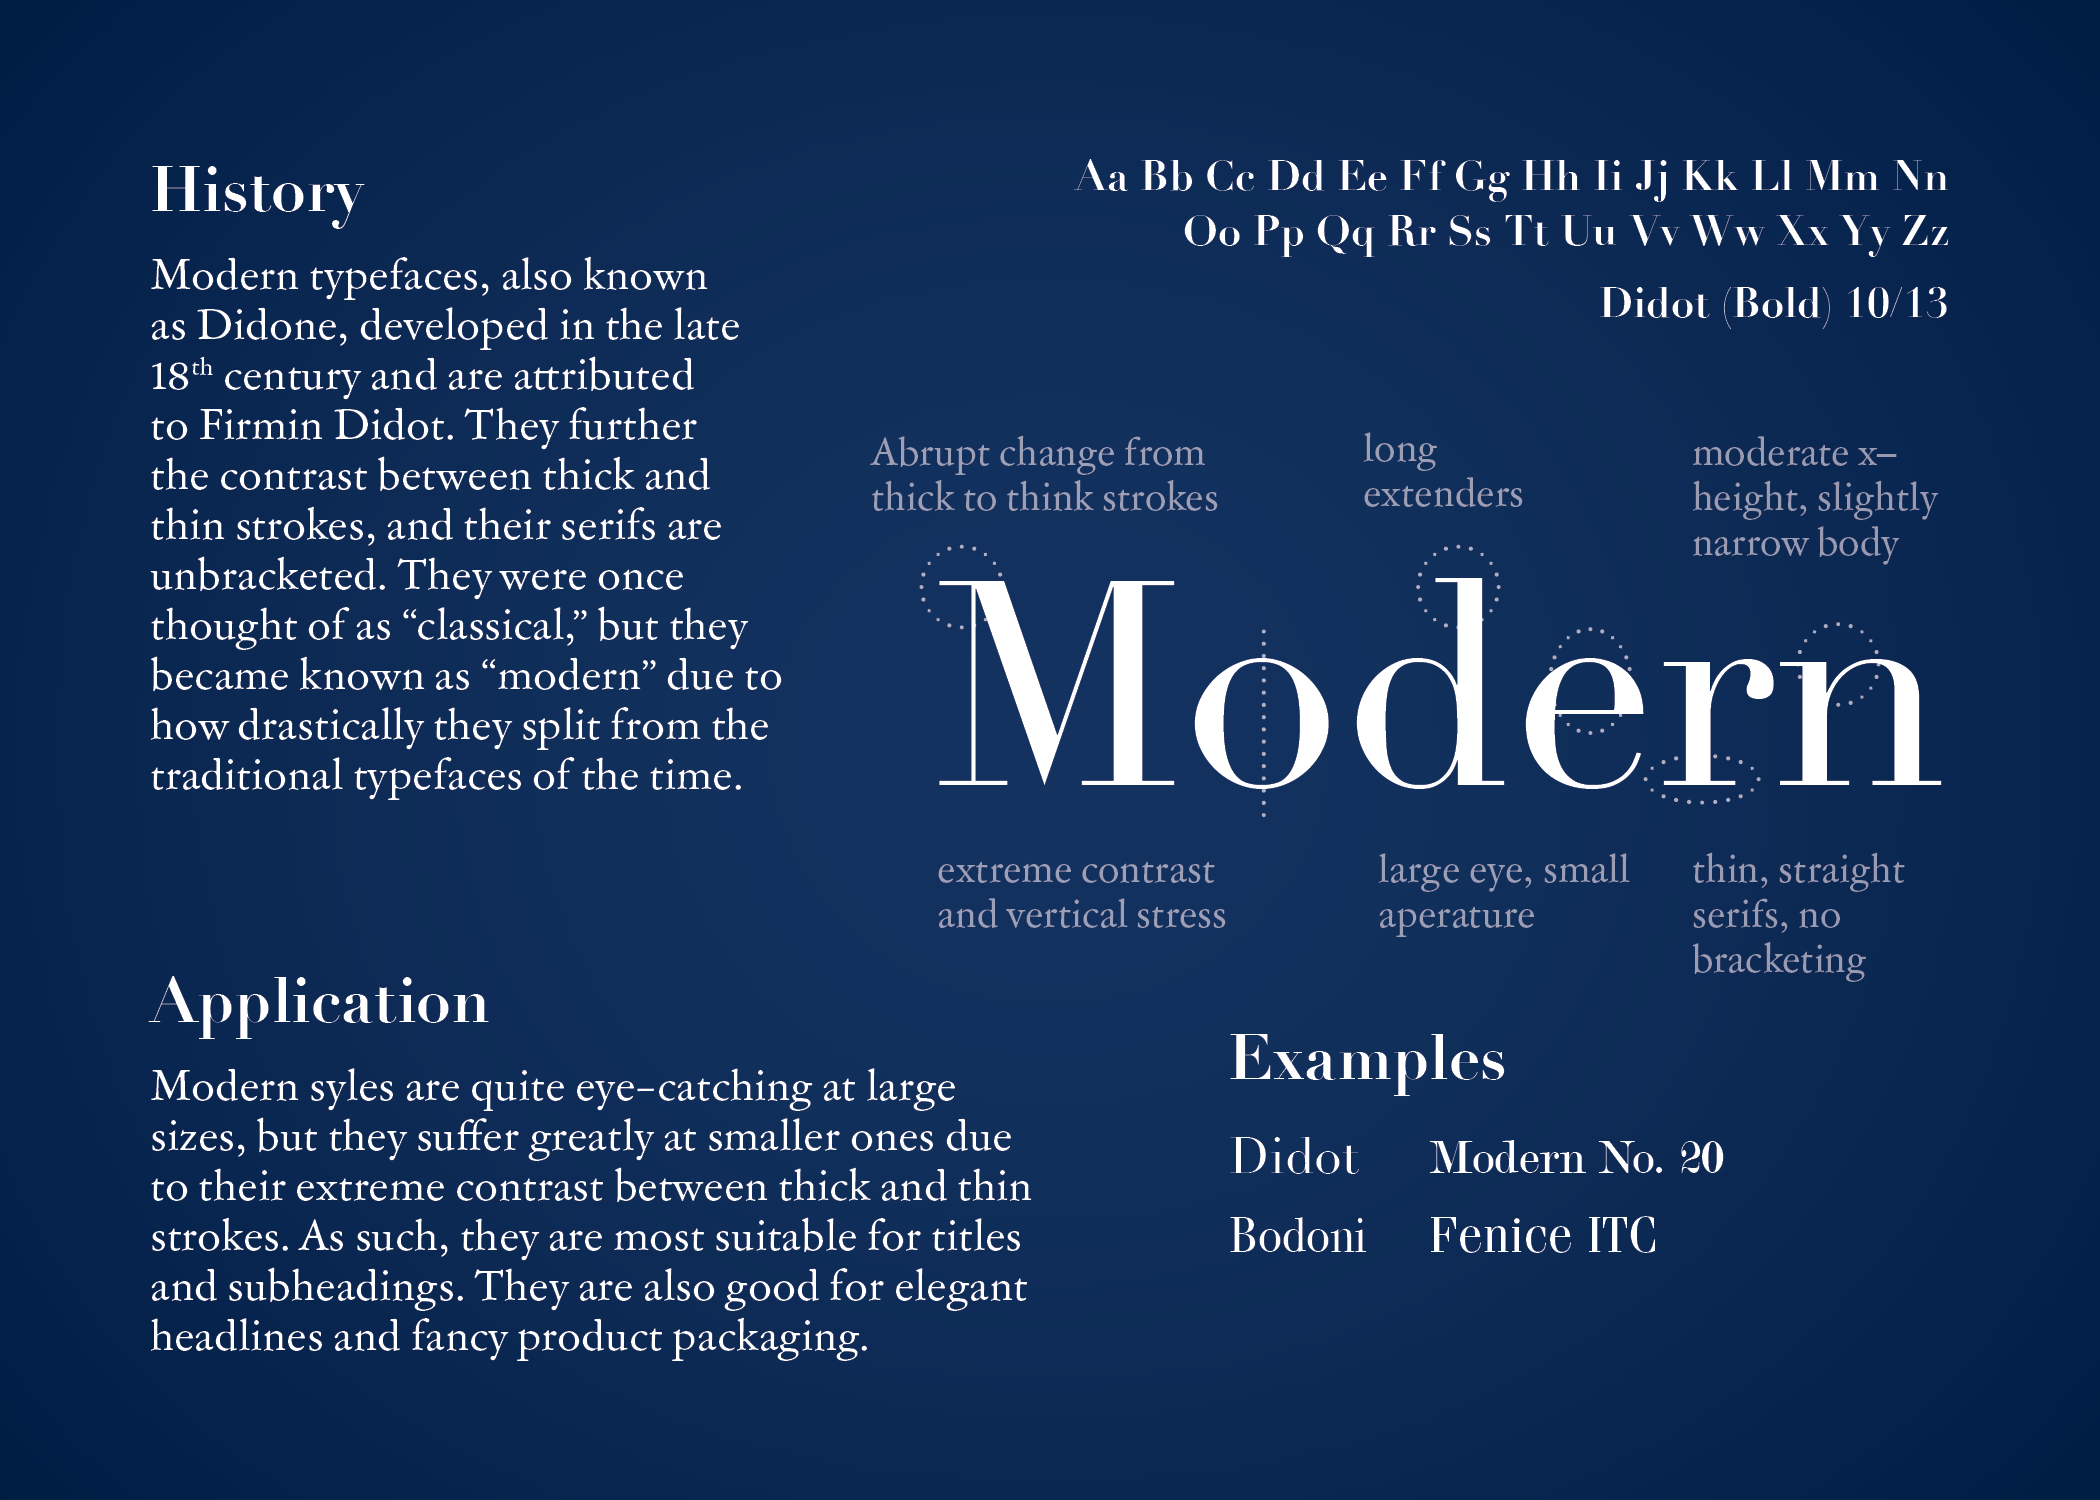 History
Modern typefaces, also known
as Didone, developed in the late
18th century and are attributed
to Firmin Didot. They further
the contrast between thick and
thin strokes, and their serifs are
unbracketed. They were once
thought of as “classical,” but they
became known as “modern” due to
how drastically they split from the
traditional typefaces of the time.
Aa Bb Cc Dd Ee Ff Gg Hh Ii Jj Kk Ll Mm Nn
Oo Pp Qq Rr Ss Tt Uu Vv Ww Xx Yy Zz
Didot (Bold) 10/13
Abrupt change from
thick to think strokes
long
extenders
moderate x–
height, slightly
narrow body
Modern
extreme contrast
and vertical stress
large eye, small
aperature
thin, straight
serifs, no
bracketing
Application
Modern syles are quite eye–catching at large
sizes, but they suffer greatly at smaller ones due
to their extreme contrast between thick and thin
strokes. As such, they are most suitable for titles
and subheadings. They are also good for elegant
headlines and fancy product packaging.
Examples
Didot
Modern No. 20
Bodoni
Fenice ITC